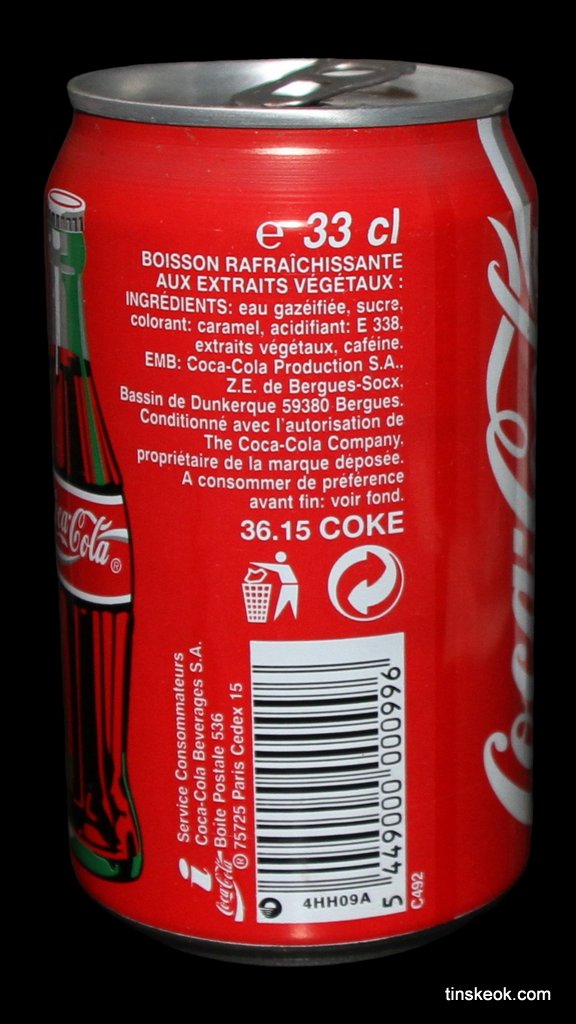 e 33 cl
BOISSON RAFRAÎCHISSANTE
AUX EXTRAITS VÉGÉTAUX :
INGRÉDIENTS: eau gazéifiée, sucre,
colorant: caramel, acidifiant: E 338,
extraits végétaux, caféine.
EMB: Coca-Cola Production S.A.,
Z.E. de Bergues-Socx,
Bassin de Dunkerque 59380 Bergues.
Conditionné avec l'autorisation de
The Coca-Cola Company,
propriétaire de la marque déposée.
A consommer de préférence
avant fin: voir fond.
36.15 COKE
Coca-Cola ®
Service Consommateurs
Coca-Cola Beverages S.A.
Boite Postale 536
75725 Paris Cedex 15
i
Coca-Cola ®
5 449000 000996
4HH09A
C492
Coca-Cola
tinskeok.com